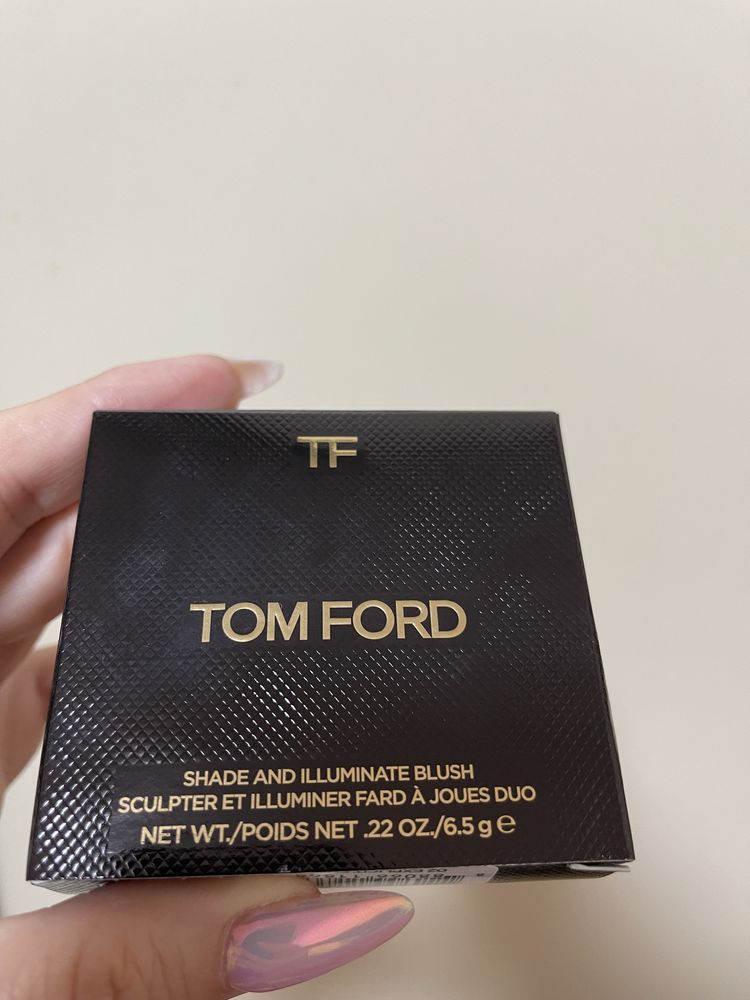 TF
TOM FORD
SHADE AND ILLUMINATE BLUSH
SCULPTER ET ILLUMINER FARD À JOUES DUO
NET WT./POIDS NET .22 OZ./6.5 g ℮